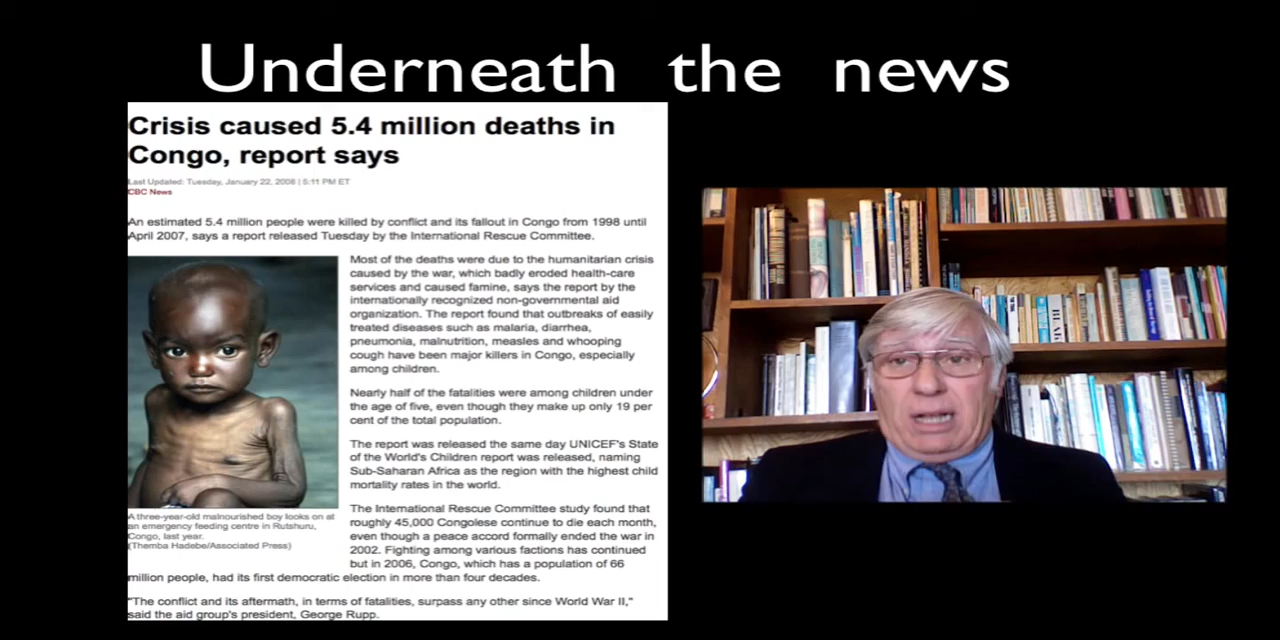 Underneath the news
Crisis caused 5.4 million deaths in
Congo, report says
Last Updated: Tuesday, January 22, 2008 | 5:11 PM ET
CBC News
An estimated 5.4 million people were killed by conflict and its fallout in Congo from 1998 until
April 2007, says a report released Tuesday by the International Rescue Committee.
Most of the deaths were due to the humanitarian crisis
caused by the war, which badly eroded health-care
services and caused famine, says the report by the
internationally recognized non-governmental aid
organization. The report found that outbreaks of easily
treated diseases such as malaria, diarrhea,
pneumonia, malnutrition, measles and whooping
cough have been major killers in Congo, especially
among children.
Nearly half of the fatalities were among children under
the age of five, even though they make up only 19 per
cent of the total population.
The report was released the same day UNICEF's State
of the World's Children report was released, naming
Sub-Saharan Africa as the region with the highest child
mortality rates in the world.
A three-year-old malnourished boy looks on at
an emergency feeding centre in Rutshuru,
Congo, last year.
(Themba Hadebe/Associated Press)
The International Rescue Committee study found that
roughly 45,000 Congolese continue to die each month,
even though a peace accord formally ended the war in
2002. Fighting among various factions has continued
but in 2006, Congo, which has a population of 66
million people, had its first democratic election in more than four decades.
"The conflict and its aftermath, in terms of fatalities, surpass any other since World War II,"
said the aid group's president, George Rupp.